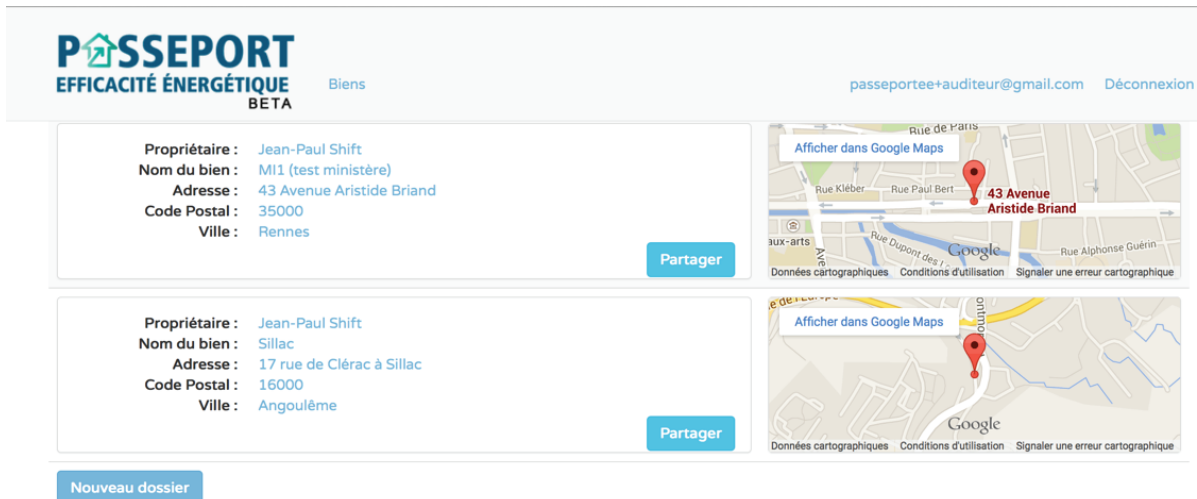 PASSEPORT
EFFICACITÉ ÉNERGÉTIQUE
BETA
Biens
passeportee+auditeur@gmail.com
Déconnexion
Propriétaire : Jean-Paul Shift
Nom du bien : MI1 (test ministère)
Adresse : 43 Avenue Aristide Briand
Code Postal : 35000
Ville : Rennes
Partager
Rue de Paris
Afficher dans Google Maps
Rue Kléber
Rue Paul Bert
43 Avenue
Aristide Briand
aux-arts
Rue Dupont des
Google
Rue Alphonse Guérin
Données cartographiques Conditions d'utilisation Signaler une erreur cartographique
Propriétaire : Jean-Paul Shift
Nom du bien : Sillac
Adresse : 17 rue de Clérac à Sillac
Code Postal : 16000
Ville : Angoulême
Partager
Afficher dans Google Maps
Google
Données cartographiques Conditions d'utilisation Signaler une erreur cartographique
Nouveau dossier